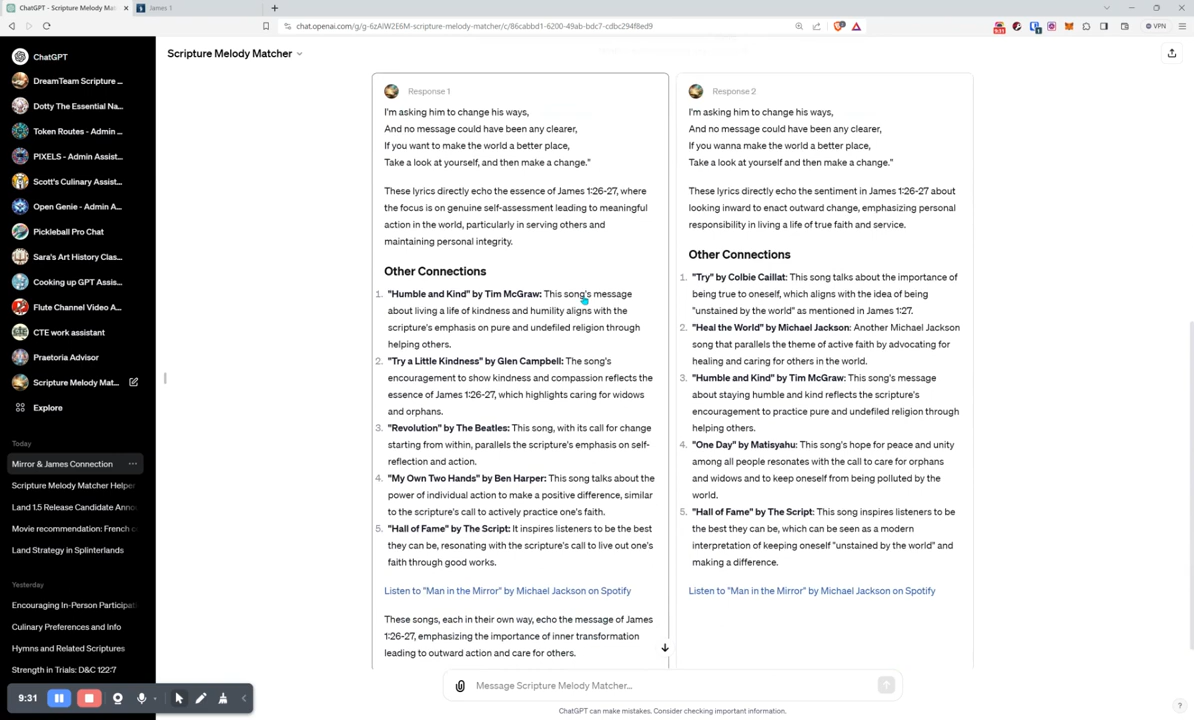 ChatGPT - Scripture Melody Mat
James 1
chat.openai.com/g/g-6zAIW2E6M-scripture-melody-matcher/c/86cabbd1-6200-49ab-bdc7-cdbc294f8ed9
9:31
VPN
ChatGPT
DreamTeam Scripture ...
Dotty The Essential Na...
Token Routes - Admin ...
PIXELS - Admin Assist...
Scott's Culinary Assist...
Open Genie - Admin A...
Pickleball Pro Chat
Sara's Art History Clas...
Cooking up GPT Assis...
Flute Channel Video A...
CTE work assistant
Praetoria Advisor
Scripture Melody Mat...
Explore
Today
Mirror & James Connection
Scripture Melody Matcher Helper
Land 1.5 Release Candidate Anno
Movie recommendation: French c
Land Strategy in Splinterlands
Yesterday
Encouraging In-Person Participat
Culinary Preferences and Info
Hymns and Related Scriptures
Strength in Trials: D&C 122:7
9:31
Scripture Melody Matcher
Response 1
I'm asking him to change his ways,
And no message could have been any clearer,
If you want to make the world a better place,
Take a look at yourself, and then make a change."
These lyrics directly echo the essence of James 1:26-27, where
the focus is on genuine self-assessment leading to meaningful
action in the world, particularly in serving others and
maintaining personal integrity.
Other Connections
1. "Humble and Kind" by Tim McGraw: This song's message
about living a life of kindness and humility aligns with the
scripture's emphasis on pure and undefiled religion through
helping others.
2. "Try a Little Kindness" by Glen Campbell: The song's
encouragement to show kindness and compassion reflects the
essence of James 1:26-27, which highlights caring for widows
and orphans.
3. "Revolution" by The Beatles: This song, with its call for change
starting from within, parallels the scripture's emphasis on self-
reflection and action.
4. "My Own Two Hands" by Ben Harper: This song talks about the
power of individual action to make a positive difference, similar
to the scripture's call to actively practice one's faith.
5. "Hall of Fame" by The Script: It inspires listeners to be the best
they can be, resonating with the scripture's call to live out one's
faith through good works.
Listen to "Man in the Mirror" by Michael Jackson on Spotify
These songs, each in their own way, echo the message of James
1:26-27, emphasizing the importance of inner transformation
leading to outward action and care for others.
Response 2
I'm asking him to change his ways,
And no message could have been any clearer,
If you wanna make the world a better place,
Take a look at yourself and then make a change."
These lyrics directly echo the sentiment in James 1:26-27 about
looking inward to enact outward change, emphasizing personal
responsibility in living a life of true faith and service.
Other Connections
1. "Try" by Colbie Caillat: This song talks about the importance of
being true to oneself, which aligns with the idea of being
"unstained by the world" as mentioned in James 1:27.
2. "Heal the World" by Michael Jackson: Another Michael Jackson
song that parallels the theme of active faith by advocating for
healing and caring for others in the world.
3. "Humble and Kind" by Tim McGraw: This song's message
about staying humble and kind reflects the scripture's
encouragement to practice pure and undefiled religion through
helping others.
4. "One Day" by Matisyahu: This song's hope for peace and unity
among all people resonates with the call to care for orphans
and widows and to keep oneself from being polluted by the
world.
5. "Hall of Fame" by The Script: This song inspires listeners to be
the best they can be, which can be seen as a modern
interpretation of keeping oneself "unstained by the world" and
making a difference.
Listen to "Man in the Mirror" by Michael Jackson on Spotify
Message Scripture Melody Matcher...
ChatGPT can make mistakes. Consider checking important information.
?